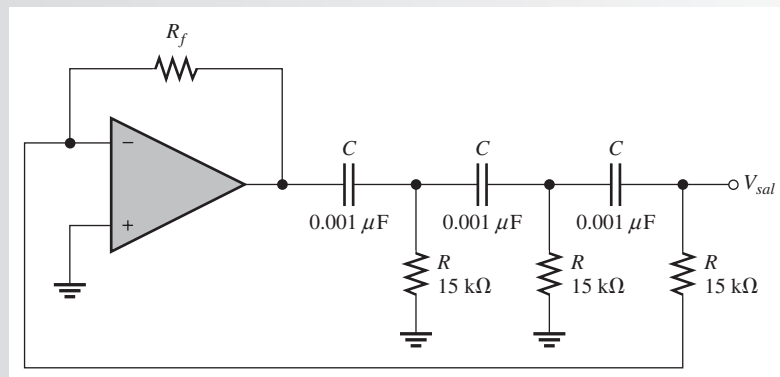 R_f
C C C
− V_sal
+ 0.001 μF 0.001 μF 0.001 μF
R R R
15 kΩ 15 kΩ 15 kΩ